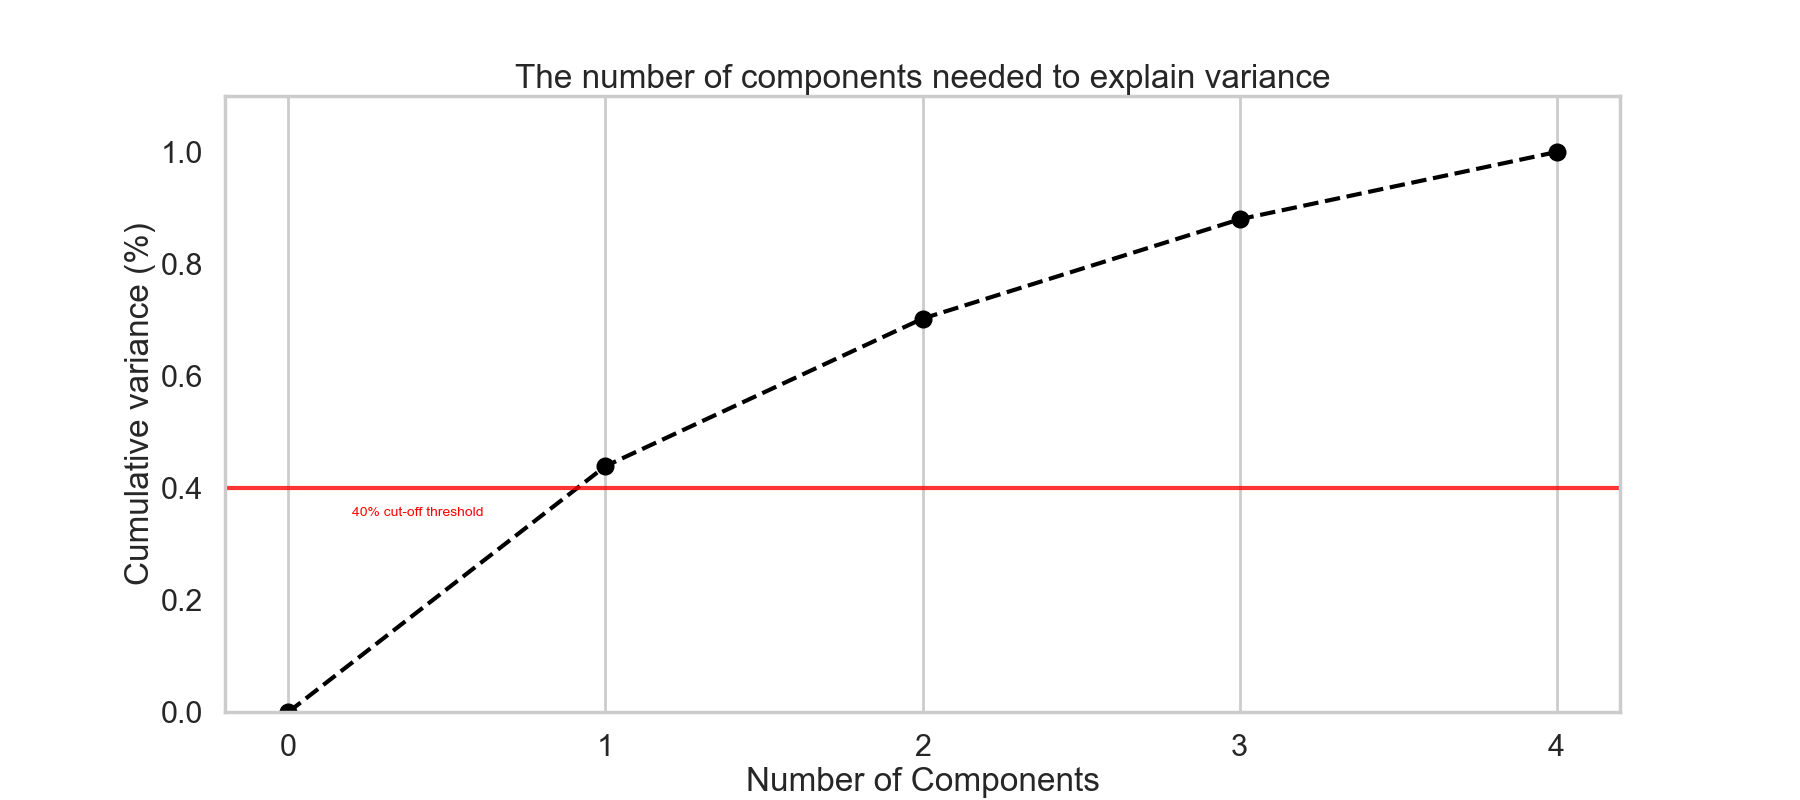 The number of components needed to explain variance
Cumulative variance (%)
1.0
0.8
0.6
0.4
0.2
0.0
40% cut-off threshold
0 1 2 3 4
Number of Components